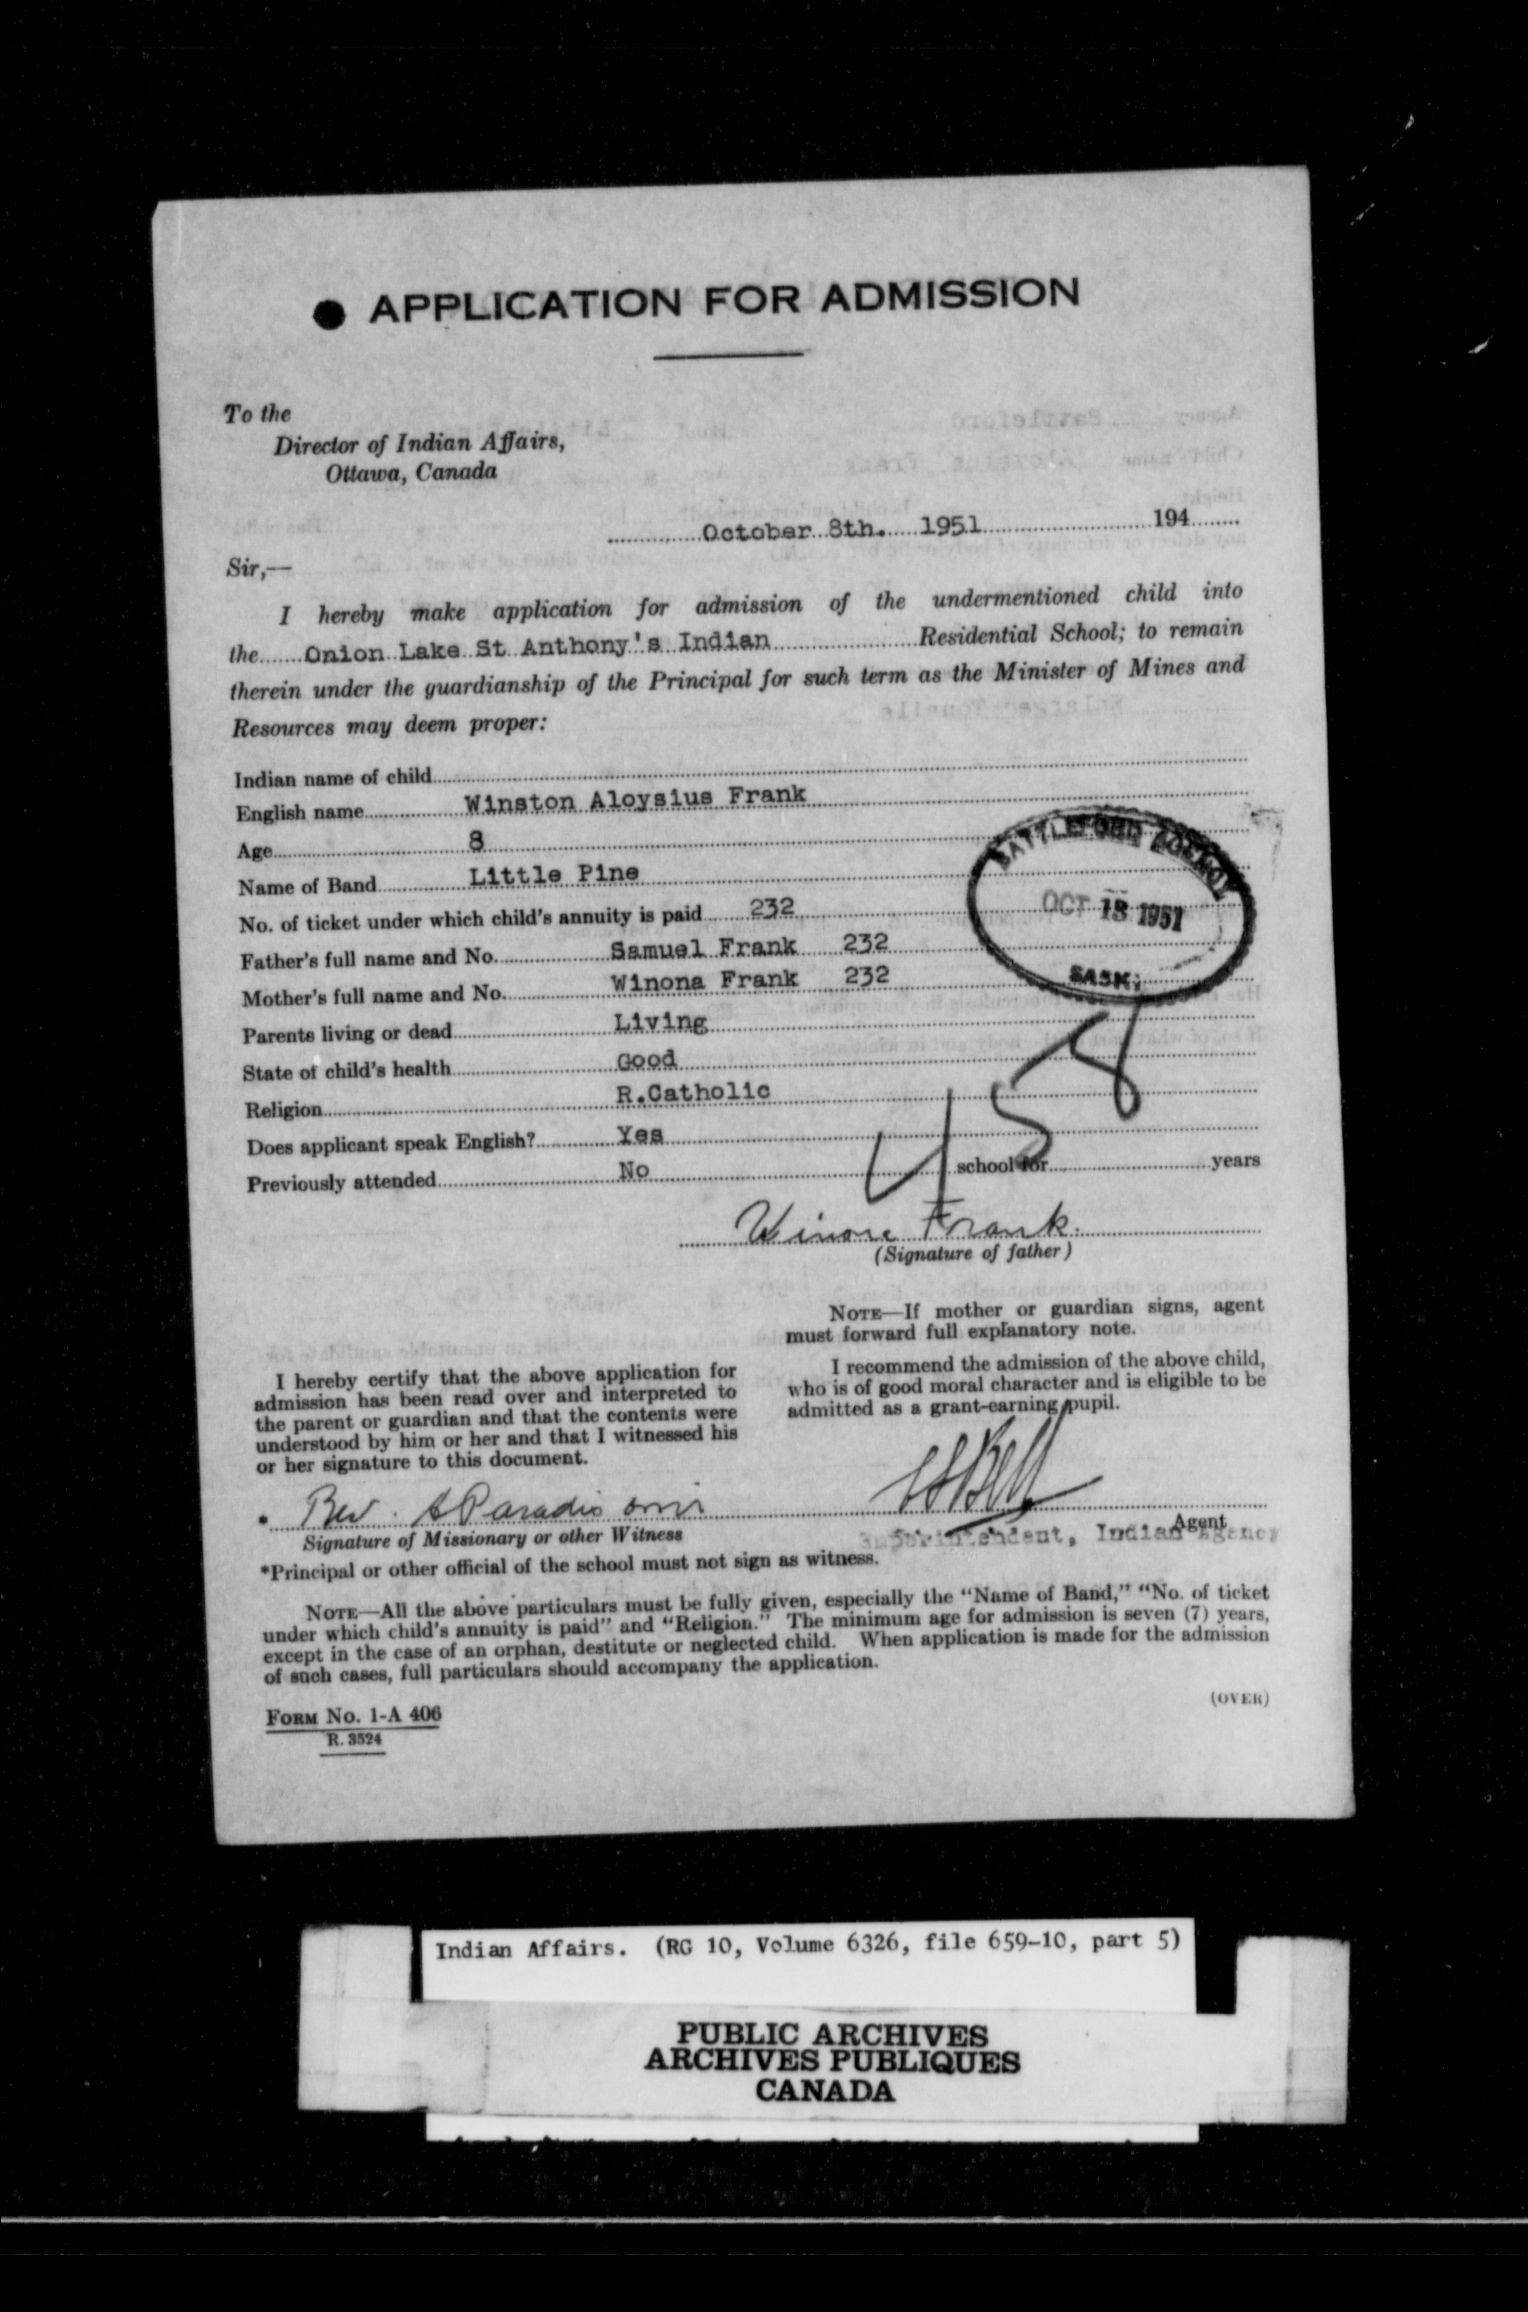 APPLICATION FOR ADMISSION
To the
Director of Indian Affairs,
Ottawa, Canada
October 8th. 1951 194
Sir,—
I hereby make application for admission of the undermentioned child into
the Onion Lake St Anthony's Indian Residential School; to remain
therein under the guardianship of the Principal for such term as the Minister of Mines and
Resources may deem proper:
Indian name of child
English name Winston Aloysius Frank
Age 8
Name of Band Little Pine
No. of ticket under which child's annuity is paid 232
Father's full name and No. Samuel Frank 232
Mother's full name and No. Winona Frank 232
Parents living or dead Living
State of child's health Good
Religion R.Catholic
Does applicant speak English? Yes
Previously attended No school for years
BATTLEFORD AGENCY
OCT 18 1951
SASK.
458
Winona Frank.
(Signature of father)
NOTE—If mother or guardian signs, agent
must forward full explanatory note.
I hereby certify that the above application for
admission has been read over and interpreted to
the parent or guardian and that the contents were
understood by him or her and that I witnessed his
or her signature to this document.
I recommend the admission of the above child,
who is of good moral character and is eligible to be
admitted as a grant-earning pupil.
* Rev. A Paradis omi
Signature of Missionary or other Witness
Bell
Agent
Superintendent, Indian Agency
*Principal or other official of the school must not sign as witness.
NOTE—All the above particulars must be fully given, especially the "Name of Band," "No. of ticket
under which child's annuity is paid" and "Religion." The minimum age for admission is seven (7) years,
except in the case of an orphan, destitute or neglected child. When application is made for the admission
of such cases, full particulars should accompany the application.
(OVER)
FORM No. 1-A 406
R. 3524
Indian Affairs. (RG 10, Volume 6326, file 659-10, part 5)
PUBLIC ARCHIVES
ARCHIVES PUBLIQUES
CANADA